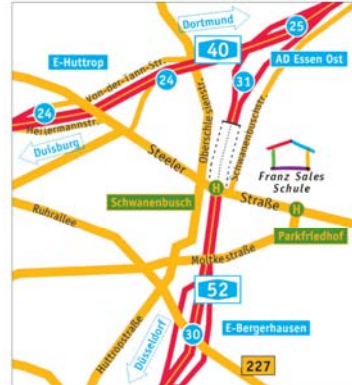 Dortmund
25
40
E-Huttrop
AD Essen Ost
Von-der-Tann-Str.
24
31
24
Hellermannstr.
Oberschlesienstr.
Schwanenbuschstr.
Duisburg
Steeler
Franz Sales
Schule
Schwanenbusch
H
Straße
H
Ruhrallee
Parkfriedhof
Moltkestraße
52
Huttropstraße
Düsseldorf
30
E-Bergerhausen
227